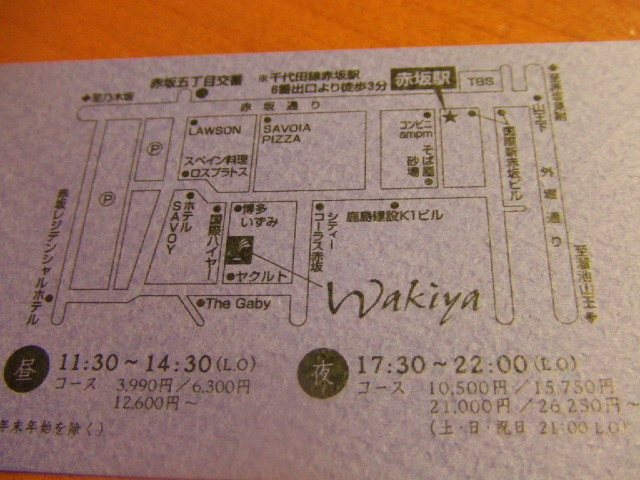 赤坂五丁目交番
※千代田線赤坂駅
6番出口より徒歩3分
赤坂駅
TBS
至乃木坂
赤坂通り
山王下
LAWSON
SAVOIA
PIZZA
コンビニ
ampm
そば屋
砂場
国際新赤坂ビル
外堀通り
P
スペイン料理
ロスプラトス
P
ホテル
SAVOY
国際ハイヤー
博多
いずみ
シティー
コーラス赤坂
鹿島建設K1ビル
赤坂レジデンシャルホテル
ヤクルト
The Gaby
Wakiya
至溜池山王
昼 11:30~14:30(L.O)
コース 3,990円/6,300円
12,600円~
夜 17:30~22:00(L.O)
コース 10,500円/15,750円
21,000円/26,250円~
年末年始を除く)
(土・日・祝日 21:00 L.O)